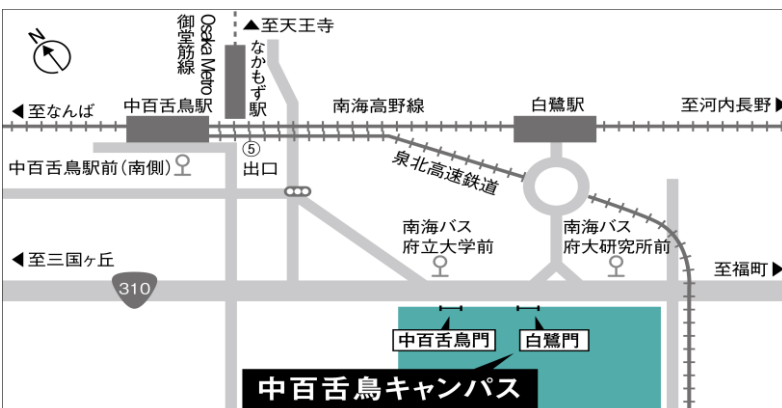 N
Osaka Metro
御堂筋線
▲至天王寺
なかもず駅
◀至なんば
中百舌鳥駅
南海高野線
白鷺駅
至河内長野▶
中百舌鳥駅前(南側)
⑤
出口
泉北高速鉄道
南海バス
府立大学前
南海バス
府大研究所前
◀至三国ヶ丘
至福町▶
310
中百舌鳥門
白鷺門
中百舌鳥キャンパス